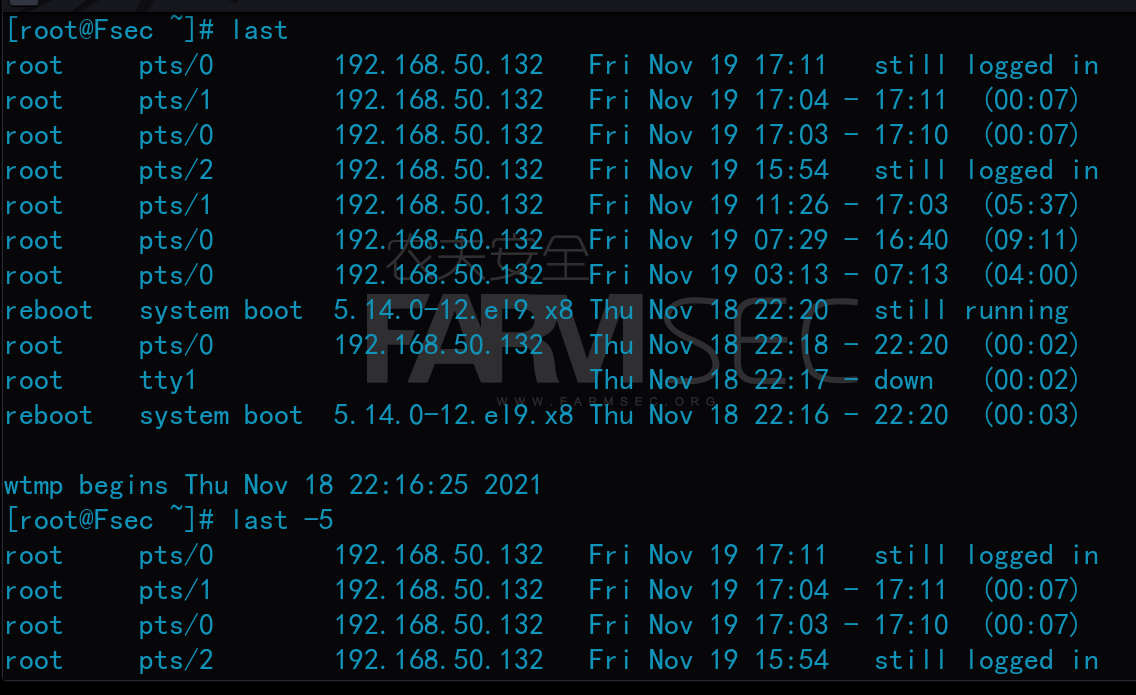 [root@Fsec ~]# last
root     pts/0        192.168.50.132   Fri Nov 19 17:11   still logged in
root     pts/1        192.168.50.132   Fri Nov 19 17:04 - 17:11  (00:07)
root     pts/0        192.168.50.132   Fri Nov 19 17:03 - 17:10  (00:07)
root     pts/2        192.168.50.132   Fri Nov 19 15:54   still logged in
root     pts/1        192.168.50.132   Fri Nov 19 11:26 - 17:03  (05:37)
root     pts/0        192.168.50.132   Fri Nov 19 07:29 - 16:40  (09:11)
农夫安全
root     pts/0        192.168.50.132   Fri Nov 19 03:13 - 07:13  (04:00)
reboot   system boot  5.14.0-12.el9.x8 Thu Nov 18 22:20   still running
FARMSEC
root     pts/0        192.168.50.132   Thu Nov 18 22:18 - 22:20  (00:02)
root     tty1                          Thu Nov 18 22:17 - down   (00:02)
WWW.FARMSEC.ORG
reboot   system boot  5.14.0-12.el9.x8 Thu Nov 18 22:16 - 22:20  (00:03)
wtmp begins Thu Nov 18 22:16:25 2021
[root@Fsec ~]# last -5
root     pts/0        192.168.50.132   Fri Nov 19 17:11   still logged in
root     pts/1        192.168.50.132   Fri Nov 19 17:04 - 17:11  (00:07)
root     pts/0        192.168.50.132   Fri Nov 19 17:03 - 17:10  (00:07)
root     pts/2        192.168.50.132   Fri Nov 19 15:54   still logged in